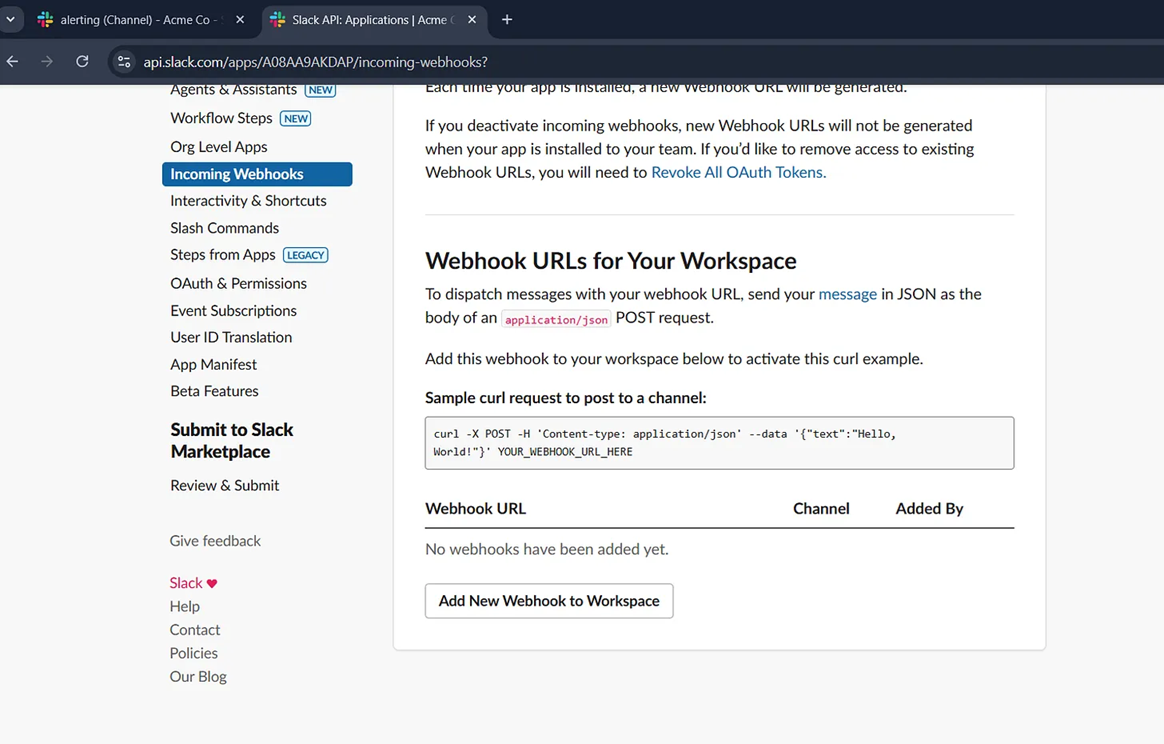 alerting (Channel) - Acme Co -
Slack API: Applications | Acme C
api.slack.com/apps/A08AA9AKDAP/incoming-webhooks?
Agents & Assistants NEW
Workflow Steps NEW
Org Level Apps
Incoming Webhooks
Interactivity & Shortcuts
Slash Commands
Steps from Apps LEGACY
OAuth & Permissions
Event Subscriptions
User ID Translation
App Manifest
Beta Features
Submit to Slack
Marketplace
Review & Submit
Give feedback
Slack ♥
Help
Contact
Policies
Our Blog
Each time your app is installed, a new Webhook URL will be generated.
If you deactivate incoming webhooks, new Webhook URLs will not be generated
when your app is installed to your team. If you’d like to remove access to existing
Webhook URLs, you will need to Revoke All OAuth Tokens.
Webhook URLs for Your Workspace
To dispatch messages with your webhook URL, send your message in JSON as the
body of an application/json POST request.
Add this webhook to your workspace below to activate this curl example.
Sample curl request to post to a channel:
curl -X POST -H 'Content-type: application/json' --data '{"text":"Hello,
World!"}' YOUR_WEBHOOK_URL_HERE
Webhook URL Channel Added By
No webhooks have been added yet.
Add New Webhook to Workspace